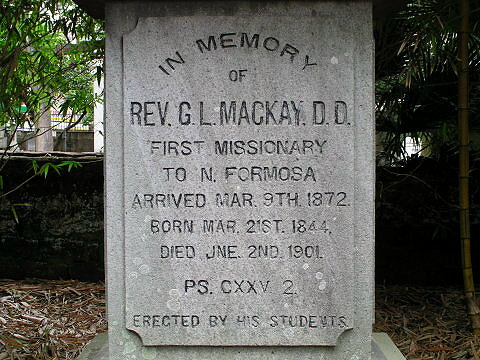 IN MEMORY
OF
REV. G. L. MACKAY. D. D.
FIRST MISSIONARY
TO N. FORMOSA
ARRIVED MAR. 9TH. 1872.
BORN MAR. 21ST. 1844,
DIED JNE. 2ND. 1901.
PS. CXXV. 2.
ERECTED BY HIS STUDENTS.